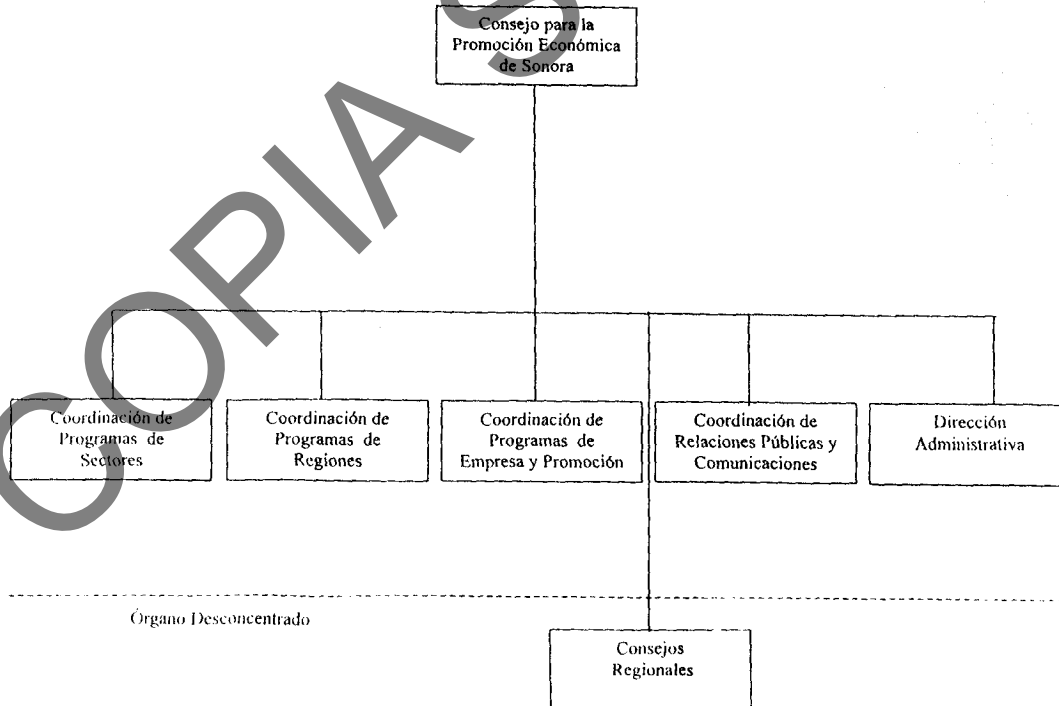 Consejo para la
Promoción Económica
de Sonora
Coordinación de
Programas de
Sectores
Coordinación de
Programas de
Regiones
Coordinación de
Programas de
Empresa y Promoción
Coordinación de
Relaciones Públicas y
Comunicaciones
Dirección
Administrativa
Órgano Desconcentrado
Consejos
Regionales
COPIA S